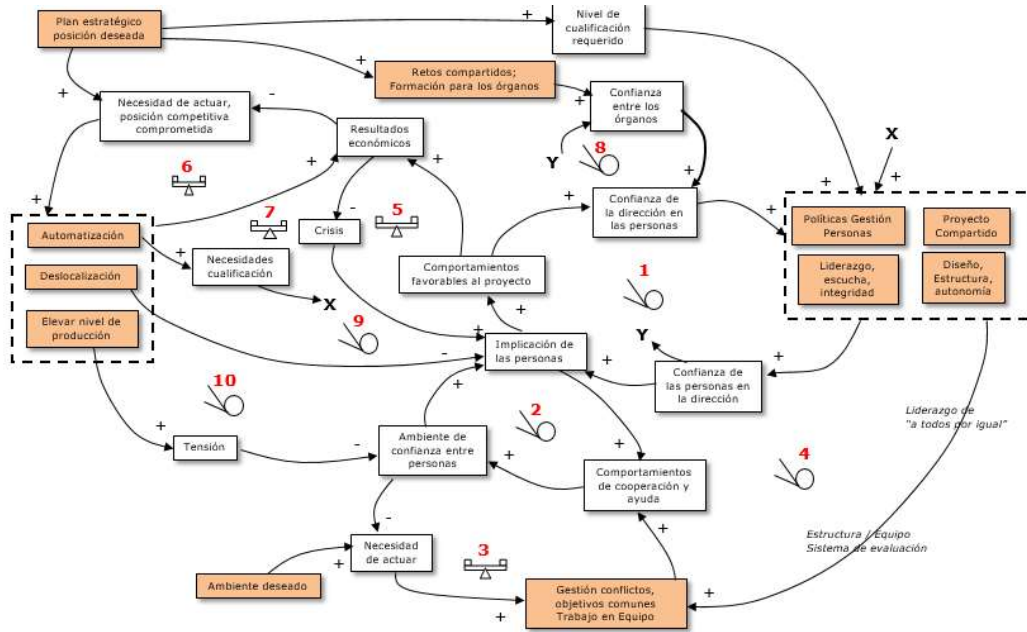 Plan estratégico
posición deseada
+
Nivel de
cualificación
requerido
+
+
Retos compartidos;
Formación para los órganos
-
+
Necesidad de actuar,
posición competitiva
comprometida
Resultados
económicos
+
Confianza
entre los
órganos
X
6
+
+
Y
8
+
+
+
+
7
-
5
+
Confianza
de la dirección en
las personas
+
Políticas Gestión
Personas
Proyecto
Compartido
Automatización
+
Crisis
Deslocalización
Necesidades
cualificación
Comportamientos
favorables al proyecto
1
Liderazgo,
escucha,
integridad
Diseño,
Estructura,
autonomía
X
+
Elevar nivel de
producción
9
+
-
Implicación de
las personas
Y
+
+
Confianza de
las personas en
la dirección
10
+
2
Liderazgo de
"a todos por igual"
+
Tensión
-
Ambiente de
confianza entre
personas
+
+
Comportamientos
de cooperación y
ayuda
4
-
Necesidad
de actuar
3
+
Estructura / Equipo
Sistema de evaluación
+
Ambiente deseado
Gestión conflictos,
objetivos comunes
Trabajo en Equipo
+
+